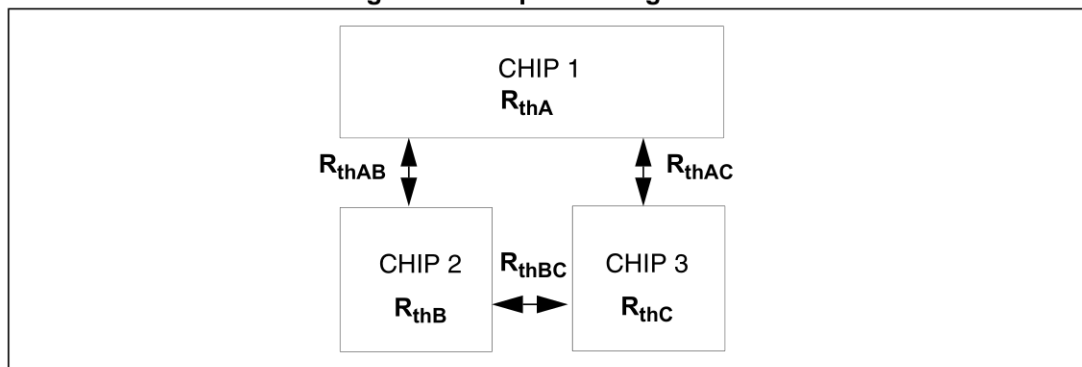 CHIP 1
RthA
RthAB
RthAC
CHIP 2
RthBC
CHIP 3
RthB
RthC